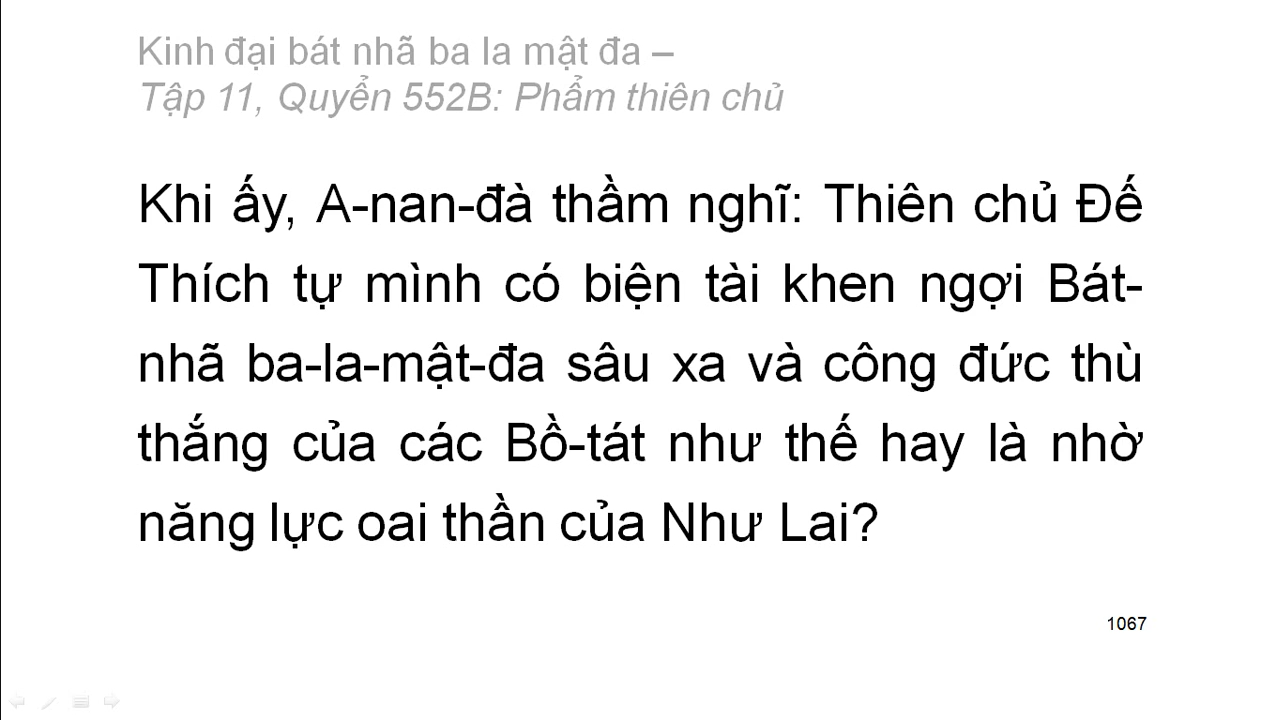 Kinh đại bát nhã ba la mật đa –
Tập 11, Quyển 552B: Phẩm thiên chủ
Khi ấy, A-nan-đà thầm nghĩ: Thiên chủ Đế
Thích tự mình có biện tài khen ngợi Bát-
nhã ba-la-mật-đa sâu xa và công đức thù
thắng của các Bồ-tát như thế hay là nhờ
năng lực oai thần của Như Lai?
1067